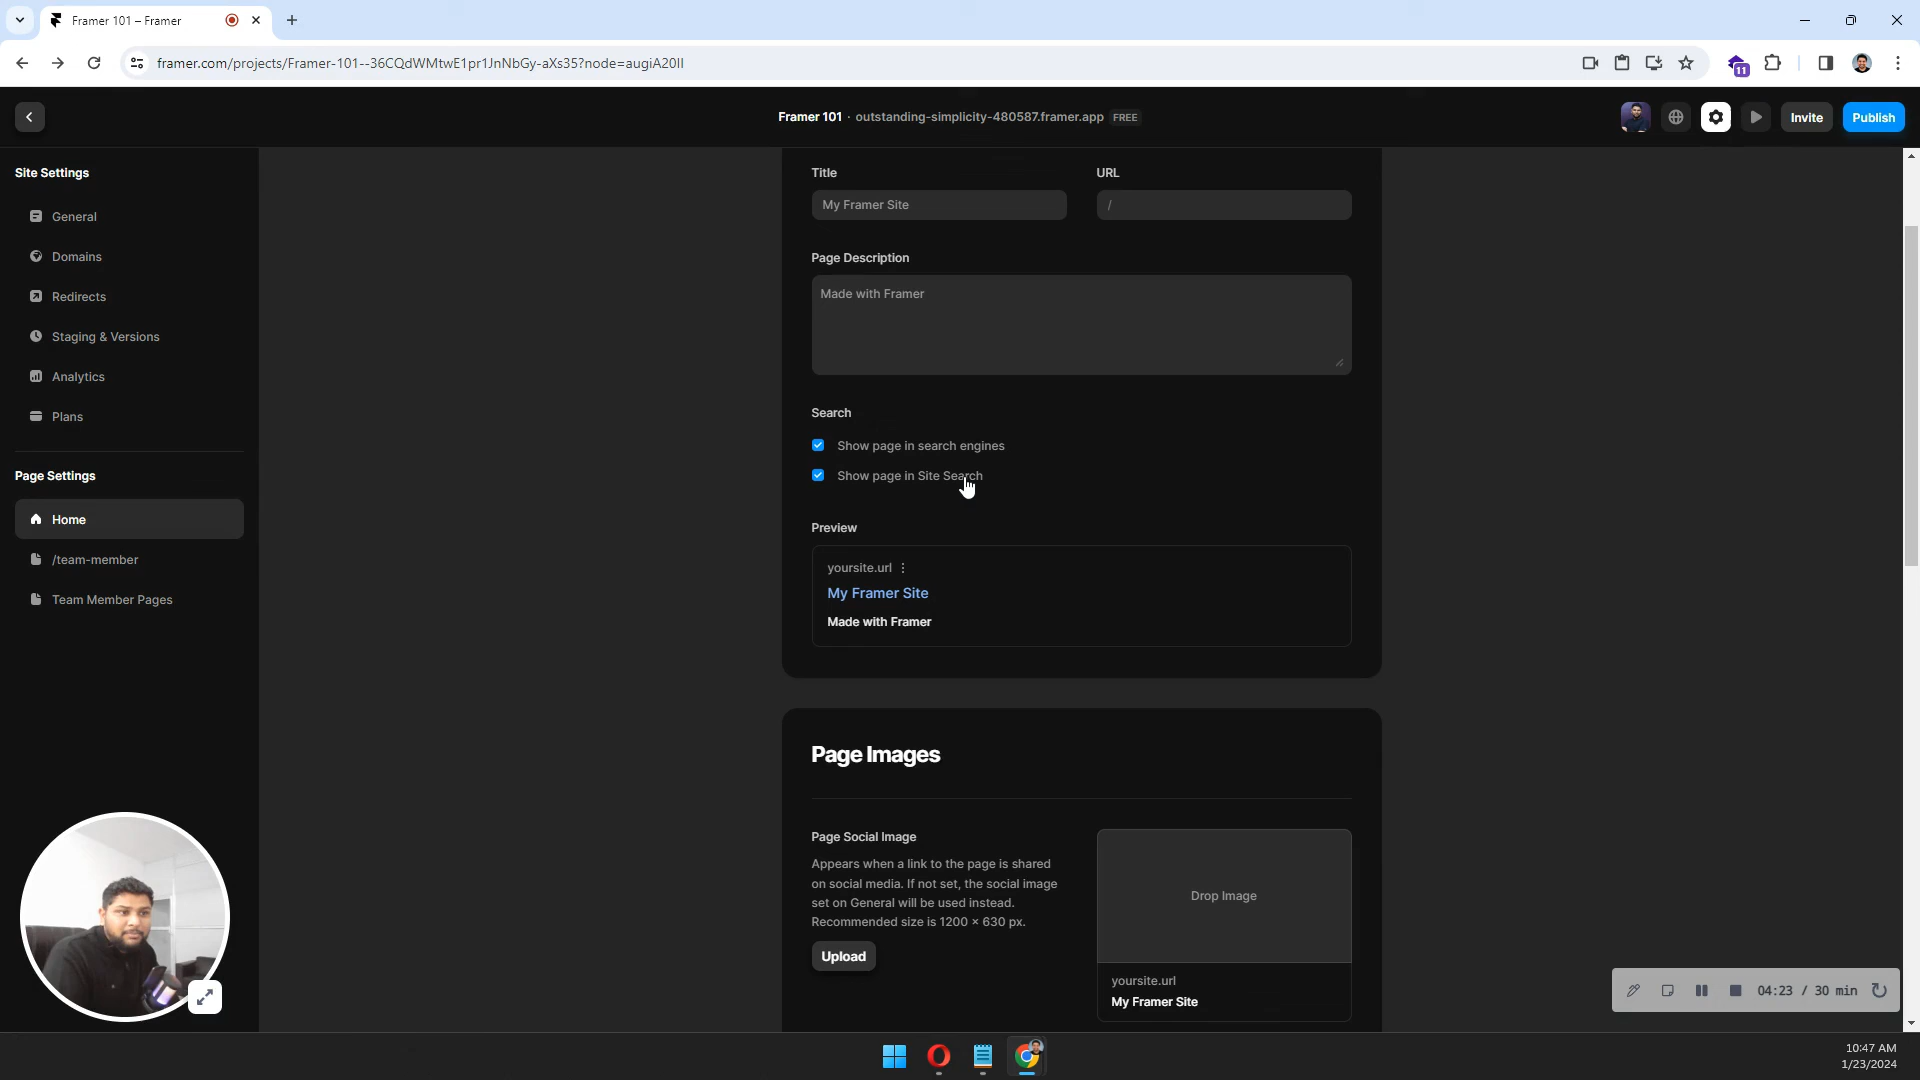 Framer 101 – Framer
framer.com/projects/Framer-101--36CQdWMtwE1pr1JnNbGy-aXs35?node=augiA20Il
11
Framer 101 · outstanding-simplicity-480587.framer.app FREE
Invite
Publish
Site Settings
General
Domains
Redirects
Staging & Versions
Analytics
Plans
Page Settings
Home
/team-member
Team Member Pages
Title
URL
My Framer Site
/
Page Description
Made with Framer
Search
Show page in search engines
Show page in Site Search
Preview
yoursite.url
My Framer Site
Made with Framer
Page Images
Page Social Image
Appears when a link to the page is shared
on social media. If not set, the social image
set on General will be used instead.
Recommended size is 1200 × 630 px.
Upload
Drop Image
yoursite.url
My Framer Site
04:23 / 30 min
10:47 AM
1/23/2024